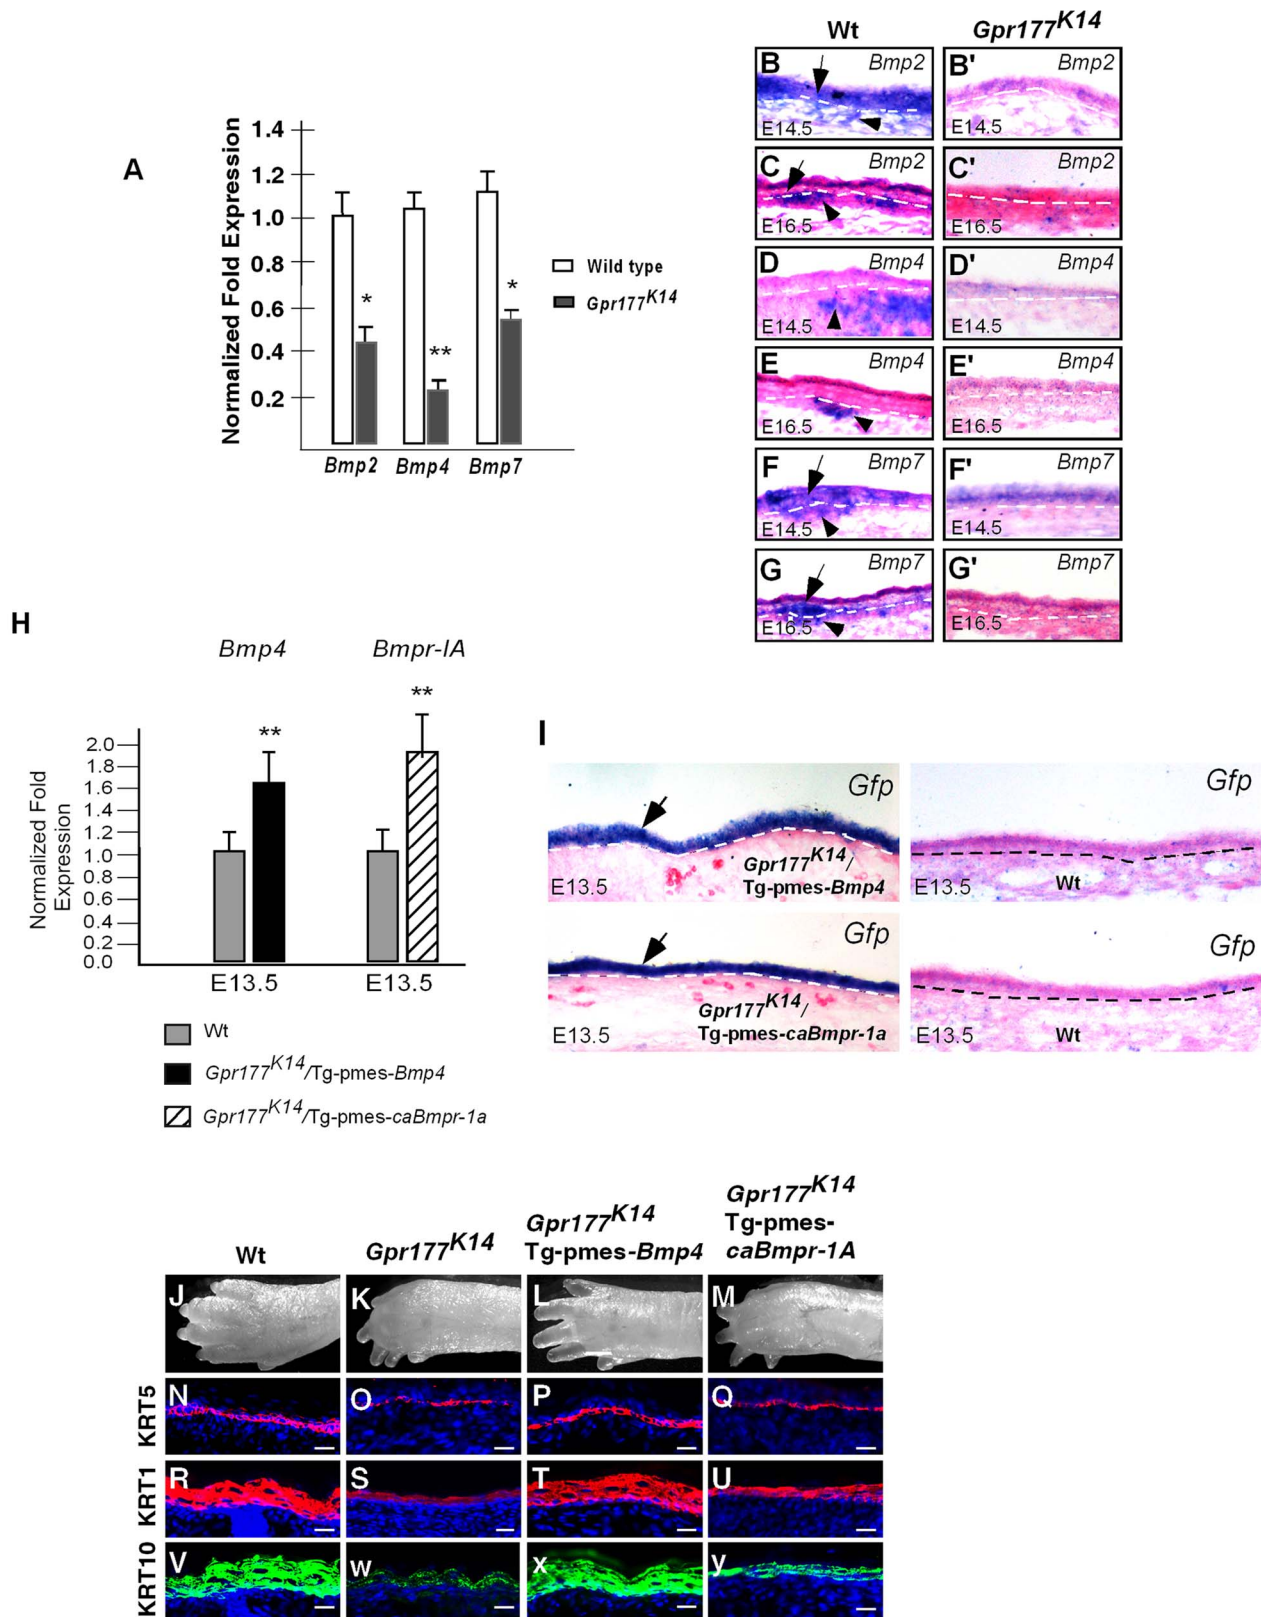 A
Normalized Fold Expression
1.4
1.2
1.0
0.8
0.6
0.4
0.2
*
**
*
Bmp2
Bmp4
Bmp7
Wild type
Gpr177K14
Wt
Gpr177K14
B
Bmp2
E14.5
B'
Bmp2
E14.5
C
Bmp2
E16.5
C'
Bmp2
E16.5
D
Bmp4
E14.5
D'
Bmp4
E14.5
E
Bmp4
E16.5
E'
Bmp4
E16.5
F
Bmp7
E14.5
F'
Bmp7
E14.5
G
Bmp7
E16.5
G'
Bmp7
E16.5
H
Bmp4
Bmpr-IA
**
**
Normalized Fold
Expression
2.0
1.8
1.6
1.4
1.2
1.0
0.8
0.6
0.4
0.2
0.0
E13.5
E13.5
Wt
Gpr177K14/Tg-pmes-Bmp4
Gpr177K14/Tg-pmes-caBmpr-1a
I
Gfp
Gpr177K14/
Tg-pmes-Bmp4
E13.5
Gfp
E13.5
Wt
Gfp
Gpr177K14/
Tg-pmes-caBmpr-1a
E13.5
Gfp
E13.5
Wt
Wt
Gpr177K14
Gpr177K14
Tg-pmes-Bmp4
Gpr177K14
Tg-pmes-
caBmpr-1A
J
K
L
M
KRT5
N
O
P
Q
KRT1
R
S
T
U
KRT10
V
w
x
y